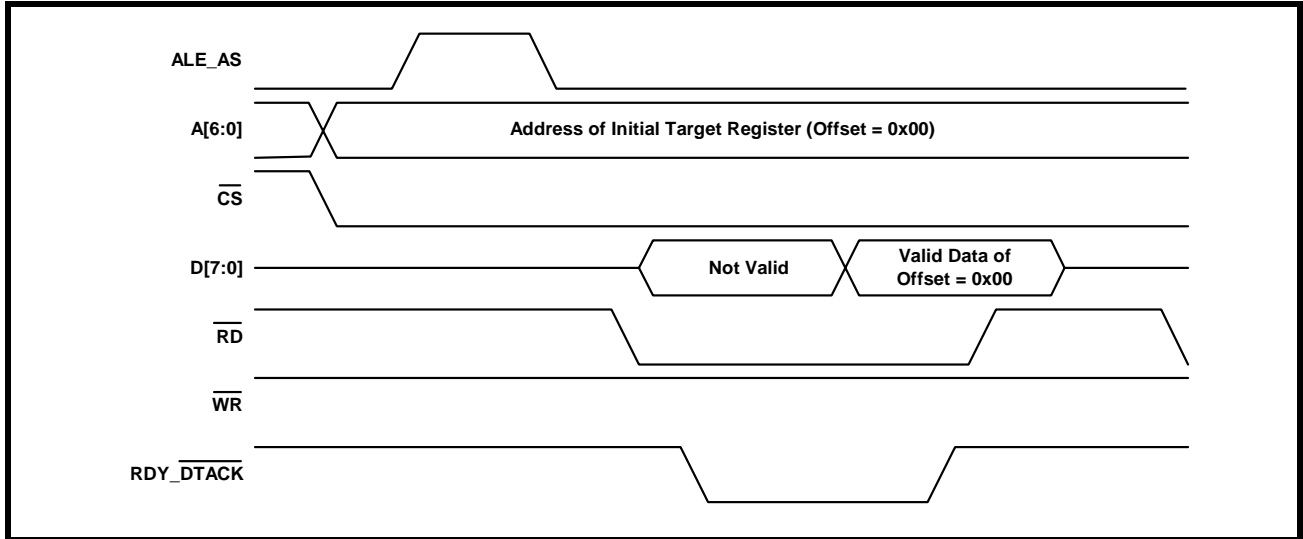 ALE_AS
A[6:0]
Address of Initial Target Register (Offset = 0x00)
CS
D[7:0]
Not Valid
Valid Data of
Offset = 0x00
RD
WR
RDY_DTACK